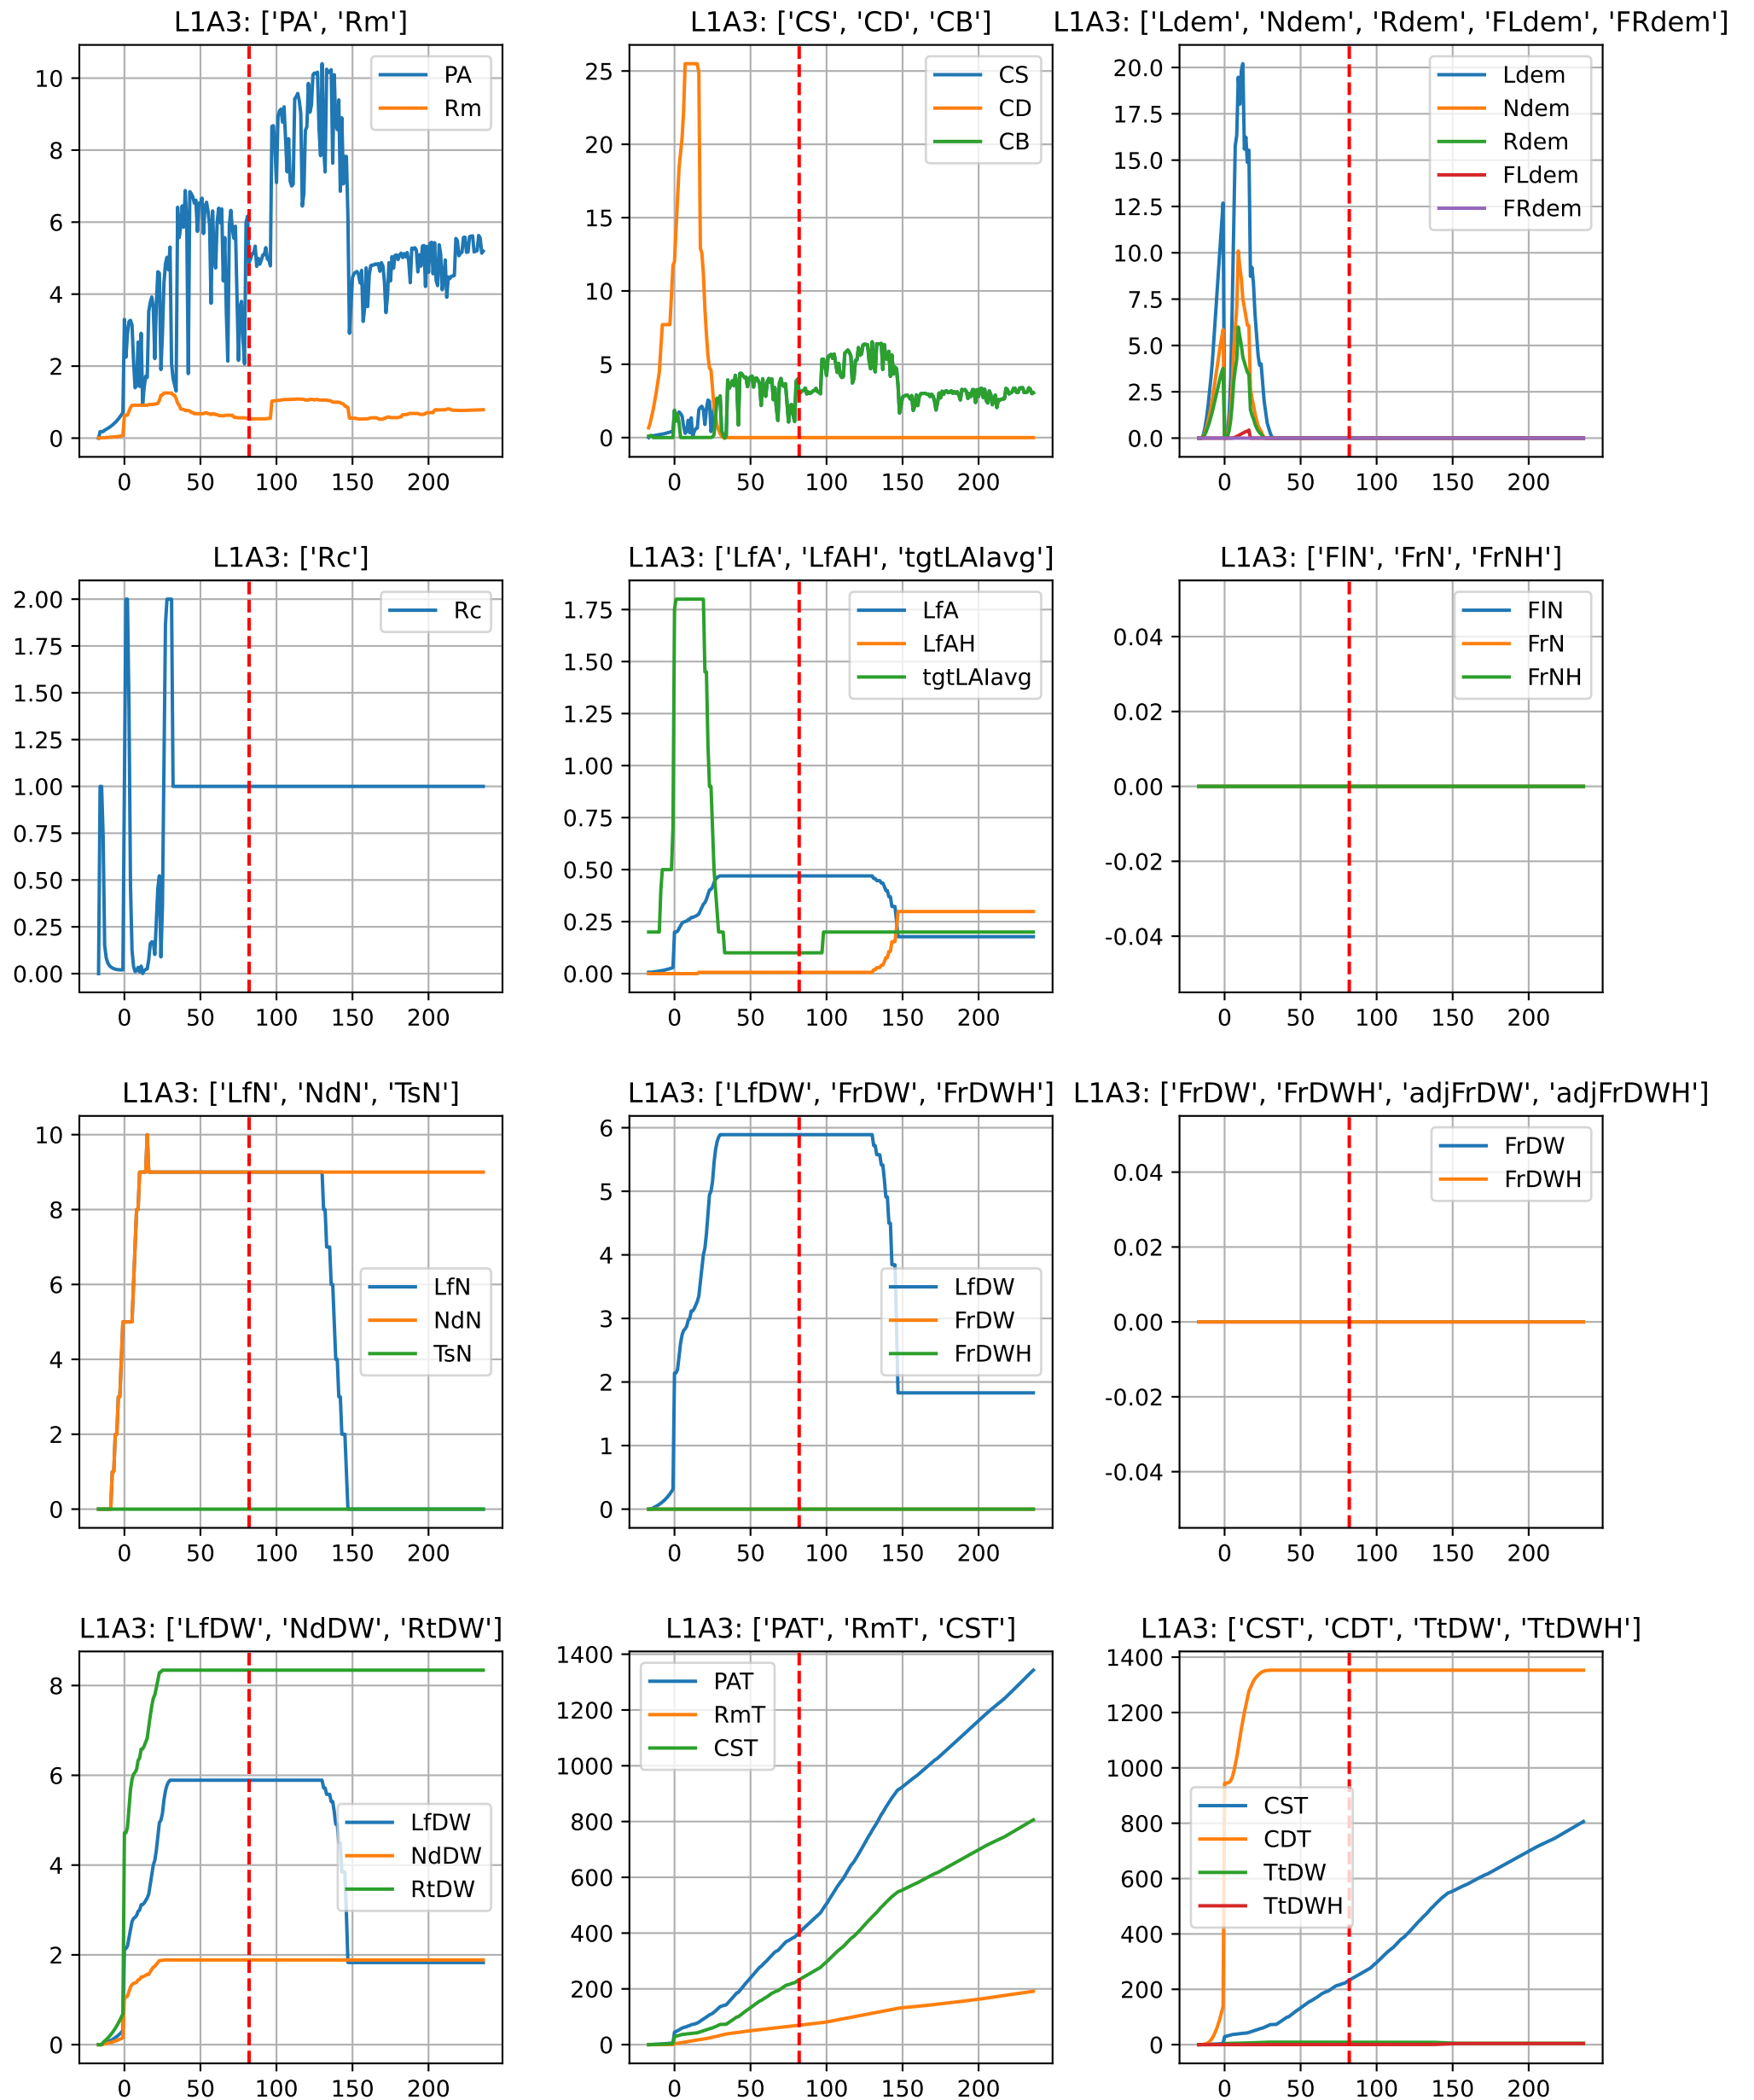 L1A3: ['PA', 'Rm']
10
8
6
4
2
0
0 50 100 150 200
PA
Rm
L1A3: ['CS', 'CD', 'CB']
25
20
15
10
5
0
0 50 100 150 200
CS
CD
CB
L1A3: ['Ldem', 'Ndem', 'Rdem', 'FLdem', 'FRdem']
20.0
17.5
15.0
12.5
10.0
7.5
5.0
2.5
0.0
0 50 100 150 200
Ldem
Ndem
Rdem
FLdem
FRdem
L1A3: ['Rc']
2.00
1.75
1.50
1.25
1.00
0.75
0.50
0.25
0.00
0 50 100 150 200
Rc
L1A3: ['LfA', 'LfAH', 'tgtLAIavg']
1.75
1.50
1.25
1.00
0.75
0.50
0.25
0.00
0 50 100 150 200
LfA
LfAH
tgtLAIavg
L1A3: ['FlN', 'FrN', 'FrNH']
0.04
0.02
0.00
-0.02
-0.04
0 50 100 150 200
FlN
FrN
FrNH
L1A3: ['LfN', 'NdN', 'TsN']
10
8
6
4
2
0
0 50 100 150 200
LfN
NdN
TsN
L1A3: ['LfDW', 'FrDW', 'FrDWH']
6
5
4
3
2
1
0
0 50 100 150 200
LfDW
FrDW
FrDWH
L1A3: ['FrDW', 'FrDWH', 'adjFrDW', 'adjFrDWH']
0.04
0.02
0.00
-0.02
-0.04
0 50 100 150 200
FrDW
FrDWH
L1A3: ['LfDW', 'NdDW', 'RtDW']
8
6
4
2
0
0 50 100 150 200
LfDW
NdDW
RtDW
L1A3: ['PAT', 'RmT', 'CST']
1400
1200
1000
800
600
400
200
0
0 50 100 150 200
PAT
RmT
CST
L1A3: ['CST', 'CDT', 'TtDW', 'TtDWH']
1400
1200
1000
800
600
400
200
0
0 50 100 150 200
CST
CDT
TtDW
TtDWH